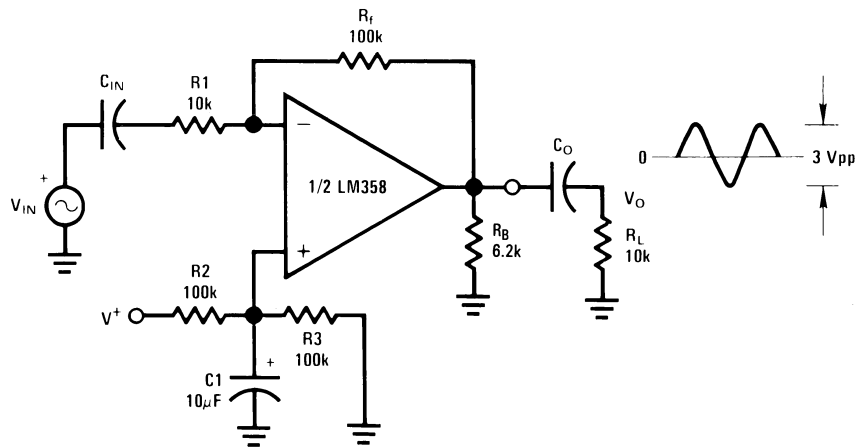 Rf
100k
CIN
R1
10k
−
1/2 LM358
+
VIN
+
CO
VO
RB
6.2k
RL
10k
0
3 Vpp
R2
100k
V+
R3
100k
C1
10μF
+